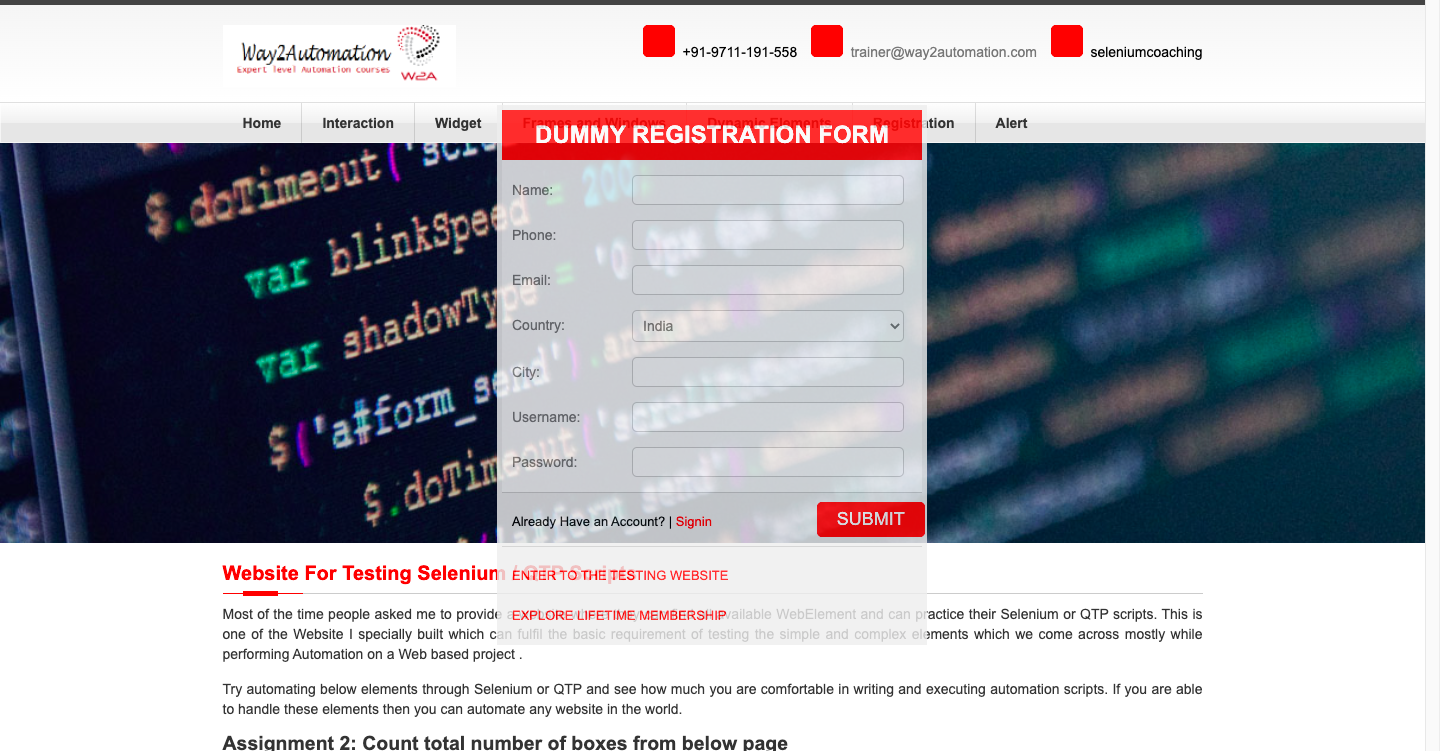 Way2Automation
Expert level Automation courses
W2A
+91-9711-191-558
trainer@way2automation.com
seleniumcoaching
Home
Interaction
Widget
Frames and Windows
Dynamic Elements
Registration
Alert
DUMMY REGISTRATION FORM
Name:
Phone:
Email:
Country:
India
City:
Username:
Password:
Already Have an Account? | Signin
SUBMIT
ENTER TO THE TESTING WEBSITE
EXPLORE LIFETIME MEMBERSHIP
$.doTimeout('scro
var blinkSpeed = 200
var shadowType = '0 0px
$('a#form_send')
$.doTimeout
Website For Testing Selenium / QTP Scripts
Most of the time people asked me to provide a available WebElement and can practice their Selenium or QTP scripts. This is
one of the Website I specially built which can fulfil the basic requirement of testing the simple and complex elements which we come across mostly while
performing Automation on a Web based project .
Try automating below elements through Selenium or QTP and see how much you are comfortable in writing and executing automation scripts. If you are able
to handle these elements then you can automate any website in the world.
Assignment 2: Count total number of boxes from below page